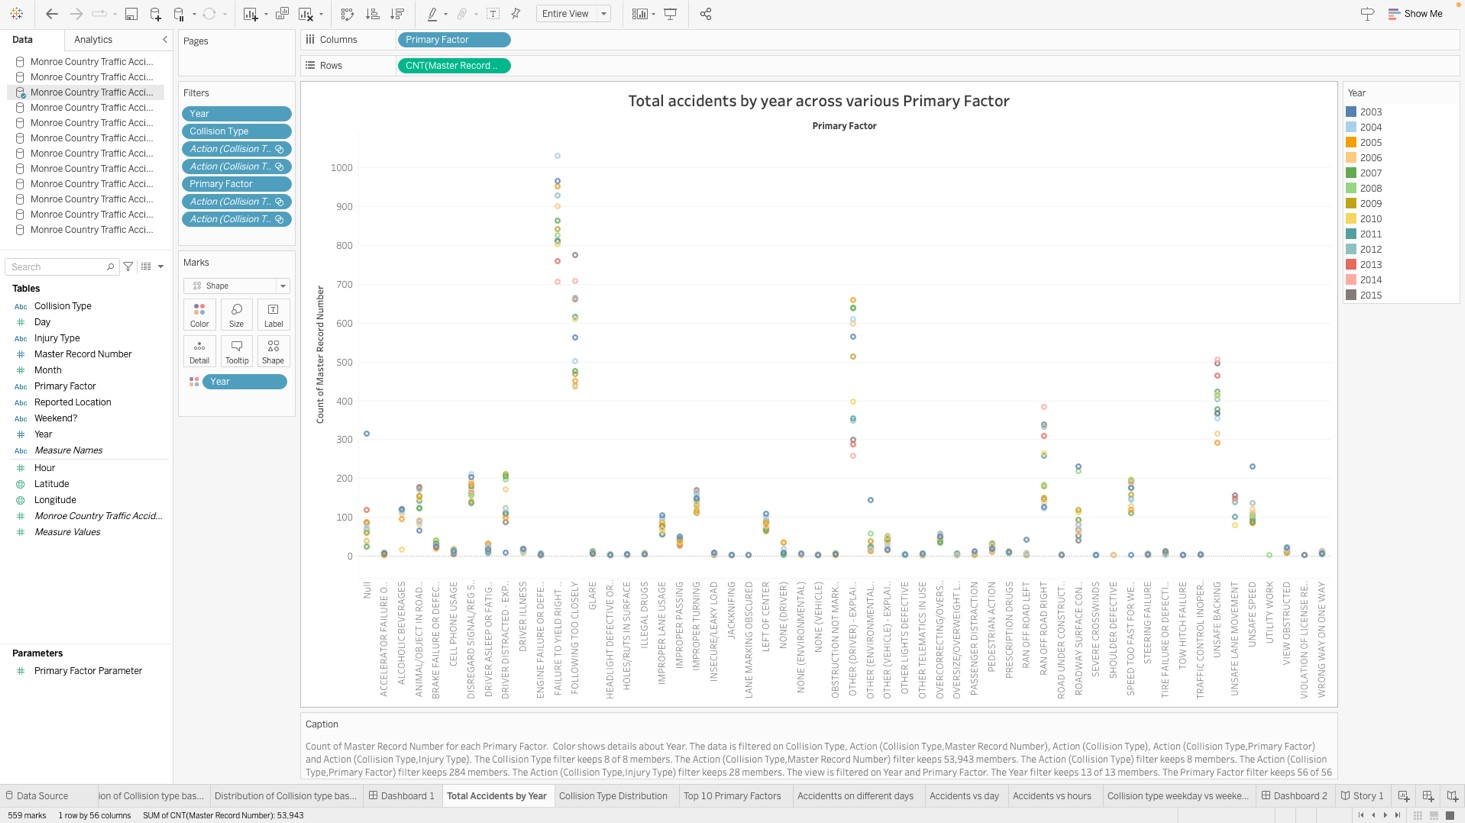 Entire View
Show Me
Data
Analytics
Monroe Country Traffic Acci...
Monroe Country Traffic Acci...
Monroe Country Traffic Acci...
Monroe Country Traffic Acci...
Monroe Country Traffic Acci...
Monroe Country Traffic Acci...
Monroe Country Traffic Acci...
Monroe Country Traffic Acci...
Monroe Country Traffic Acci...
Monroe Country Traffic Acci...
Monroe Country Traffic Acci...
Monroe Country Traffic Acci...
Search
Tables
Abc Collision Type
Day
Abc Injury Type
Master Record Number
Month
Abc Primary Factor
Abc Reported Location
Abc Weekend?
Year
Abc Measure Names
Hour
Latitude
Longitude
Monroe Country Traffic Accid...
Measure Values
Parameters
Primary Factor Parameter
Pages
Filters
Year
Collision Type
Action (Collision T..
Action (Collision T..
Primary Factor
Action (Collision T..
Action (Collision T..
Marks
Shape
Color
Size
Label
Detail
Tooltip
Shape
Year
Columns
Primary Factor
Rows
CNT(Master Record ..
Total accidents by year across various Primary Factor
Primary Factor
Count of Master Record Number
1000
900
800
700
600
500
400
300
200
100
0
Null
ACCELERATOR FAILURE O..
ALCOHOLIC BEVERAGES
ANIMAL/OBJECT IN ROAD..
BRAKE FAILURE OR DEFEC..
CELL PHONE USAGE
DISREGARD SIGNAL/REG S..
DRIVER ASLEEP OR FATIG..
DRIVER DISTRACTED - EXP..
DRIVER ILLNESS
ENGINE FAILURE OR DEFE..
FAILURE TO YIELD RIGHT ..
FOLLOWING TOO CLOSELY
GLARE
HEADLIGHT DEFECTIVE OR..
HOLES/RUTS IN SURFACE
ILLEGAL DRUGS
IMPROPER LANE USAGE
IMPROPER PASSING
IMPROPER TURNING
INSECURE/LEAKY LOAD
JACKKNIFING
LANE MARKING OBSCURED
LEFT OF CENTER
NONE (DRIVER)
NONE (ENVIRONMENTAL)
NONE (VEHICLE)
OBSTRUCTION NOT MARK..
OTHER (DRIVER) - EXPLAI..
OTHER (ENVIRONMENTAL..
OTHER (VEHICLE) - EXPLAI..
OTHER LIGHTS DEFECTIVE
OTHER TELEMATICS IN USE
OVERCORRECTING/OVERS..
OVERSIZE/OVERWEIGHT L..
PASSENGER DISTRACTION
PEDESTRIAN ACTION
PRESCRIPTION DRUGS
RAN OFF ROAD LEFT
RAN OFF ROAD RIGHT
ROAD UNDER CONSTRUCT..
ROADWAY SURFACE CON..
SEVERE CROSSWINDS
SHOULDER DEFECTIVE
SPEED TOO FAST FOR WE..
STEERING FAILURE
TIRE FAILURE OR DEFECTI..
TOW HITCH FAILURE
TRAFFIC CONTROL INOPER..
UNSAFE BACKING
UNSAFE LANE MOVEMENT
UNSAFE SPEED
UTILITY WORK
VIEW OBSTRUCTED
VIOLATION OF LICENSE RE..
WRONG WAY ON ONE WAY
Year
2003
2004
2005
2006
2007
2008
2009
2010
2011
2012
2013
2014
2015
Caption
Count of Master Record Number for each Primary Factor. Color shows details about Year. The data is filtered on Collision Type, Action (Collision Type,Master Record Number), Action (Collision Type), Action (Collision Type,Primary Factor)
and Action (Collision Type,Injury Type). The Collision Type filter keeps 8 of 8 members. The Action (Collision Type,Master Record Number) filter keeps 53,943 members. The Action (Collision Type) filter keeps 8 members. The Action (Collision
Type,Primary Factor) filter keeps 284 members. The Action (Collision Type,Injury Type) filter keeps 28 members. The view is filtered on Year and Primary Factor. The Year filter keeps 13 of 13 members. The Primary Factor filter keeps 56 of 56
Data Source
ion of Collision type bas...
Distribution of Collision type bas...
Dashboard 1
Total Accidents by Year
Collision Type Distribution
Top 10 Primary Factors
Accidentts on different days
Accidents vs day
Accidents vs hours
Collision type weekday vs weeke...
Dashboard 2
Story 1
559 marks
1 row by 56 columns
SUM of CNT(Master Record Number): 53,943